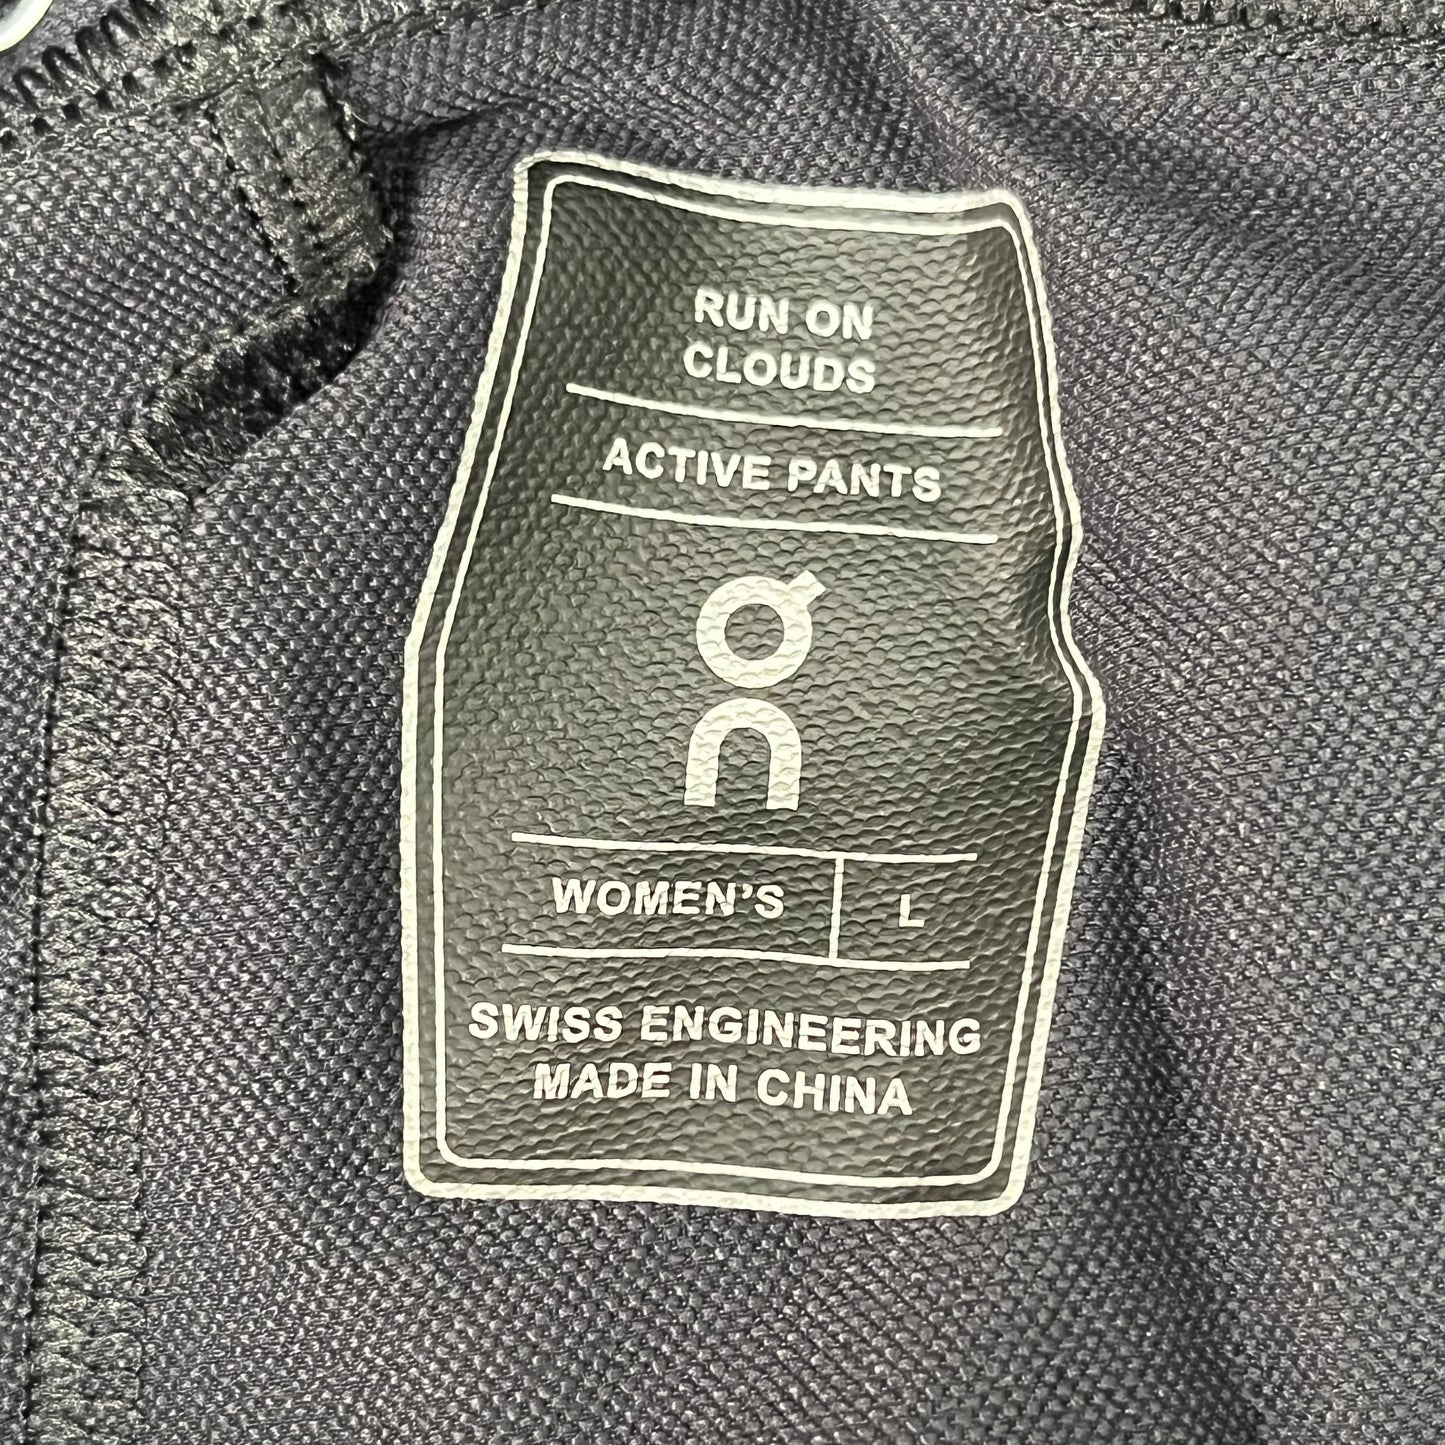 RUN ON
CLOUDS
ACTIVE PANTS
On
WOMEN'S L
SWISS ENGINEERING
MADE IN CHINA